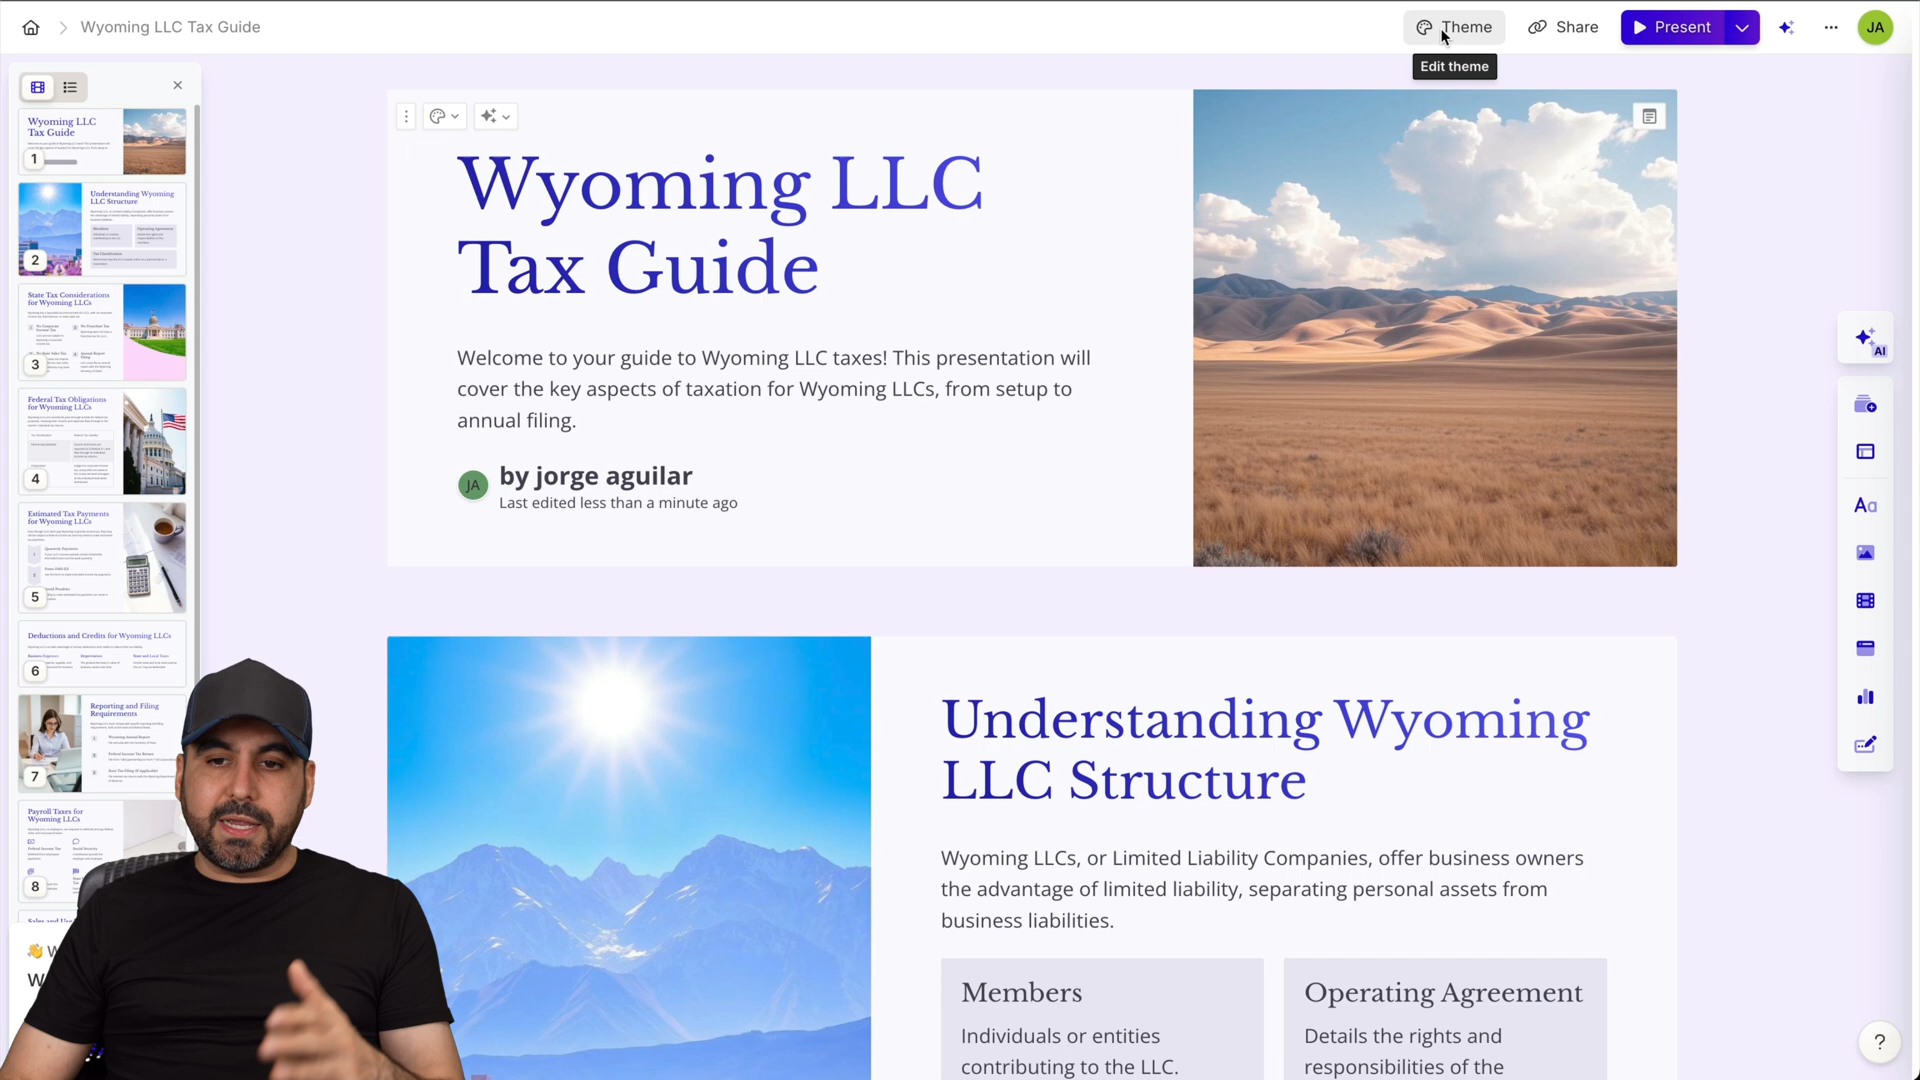 Wyoming LLC Tax Guide
Theme
Share
Present
JA
Edit theme
Wyoming LLC
Tax Guide
1
Understanding Wyoming
LLC Structure
Members
Operating Agreement
Tax Classification
2
State Tax Considerations
for Wyoming LLCs
3
Federal Tax Obligations
for Wyoming LLCs
4
Estimated Tax Payments
for Wyoming LLCs
5
Deductions and Credits for Wyoming LLCs
6
Reporting and Filing
Requirements
7
Payroll Taxes for
Wyoming LLCs
8
Wyoming LLC
Tax Guide
Welcome to your guide to Wyoming LLC taxes! This presentation will
cover the key aspects of taxation for Wyoming LLCs, from setup to
annual filing.
JA
by jorge aguilar
Last edited less than a minute ago
Understanding Wyoming
LLC Structure
Wyoming LLCs, or Limited Liability Companies, offer business owners
the advantage of limited liability, separating personal assets from
business liabilities.
Members
Individuals or entities
contributing to the LLC.
Operating Agreement
Details the rights and
responsibilities of the
AI
Aa
?